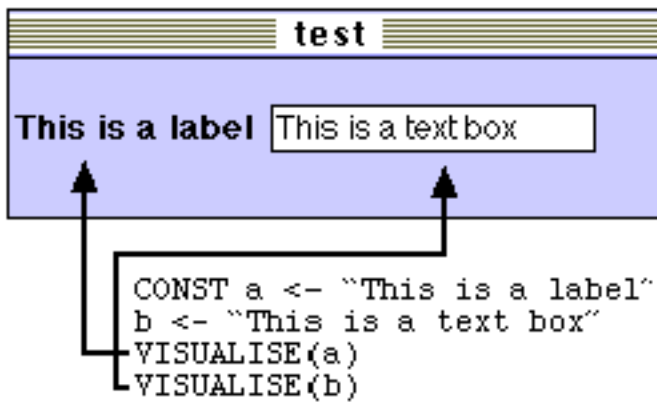 test
This is a label This is a text box
CONST a <- ˝This is a label˝
b <- ˝This is a text box˝
VISUALISE(a)
VISUALISE(b)